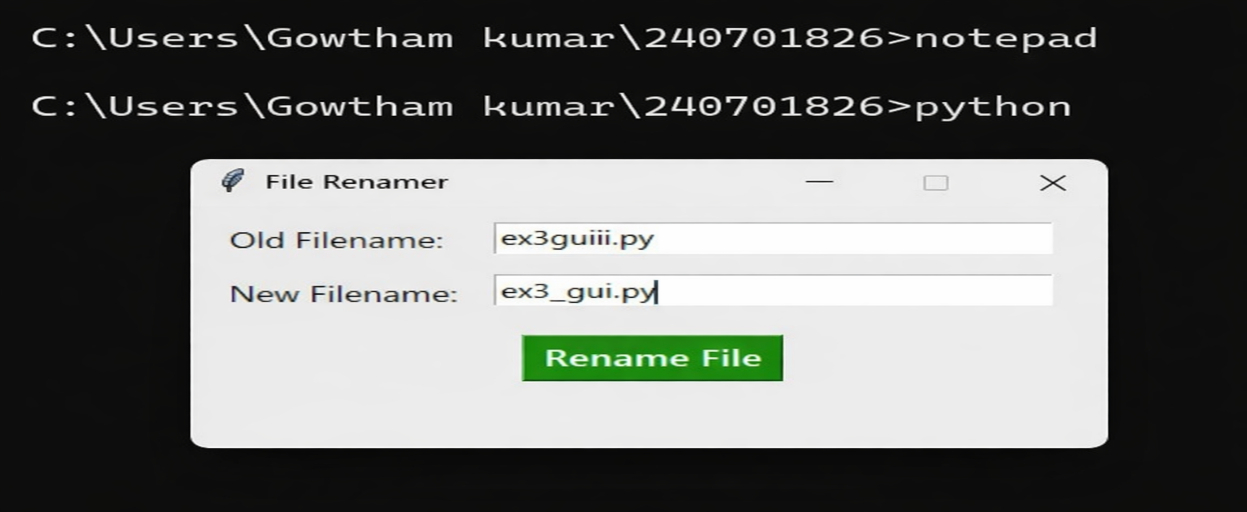 C:\Users\Gowtham kumar\240701826>notepad
C:\Users\Gowtham kumar\240701826>python
File Renamer
Old Filename: ex3guiii.py
New Filename: ex3_gui.py
Rename File